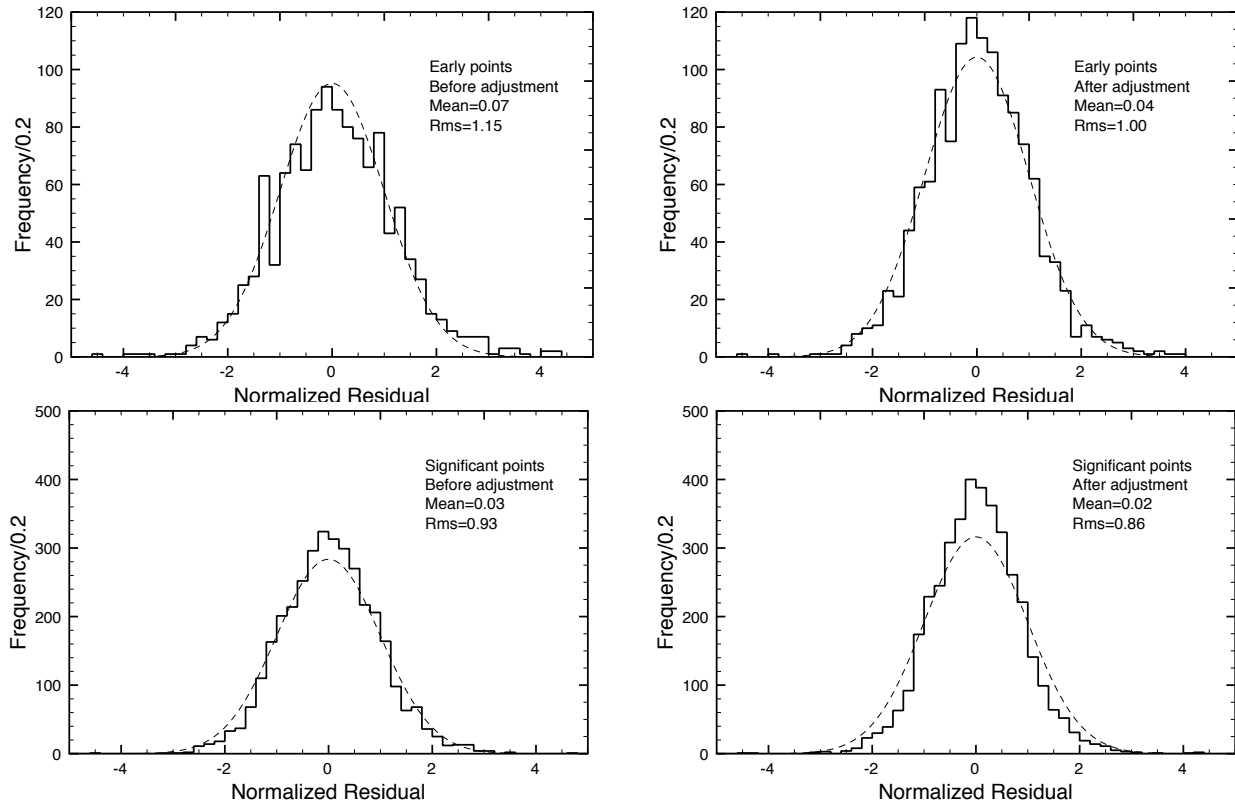 120
100
80
60
40
20
0
Frequency/0.2
Early points
Before adjustment
Mean=0.07
Rms=1.15
-4
-2
0
2
4
Normalized Residual
120
100
80
60
40
20
0
Frequency/0.2
Early points
After adjustment
Mean=0.04
Rms=1.00
-4
-2
0
2
4
Normalized Residual
500
400
300
200
100
0
Frequency/0.2
Significant points
Before adjustment
Mean=0.03
Rms=0.93
-4
-2
0
2
4
Normalized Residual
500
400
300
200
100
0
Frequency/0.2
Significant points
After adjustment
Mean=0.02
Rms=0.86
-4
-2
0
2
4
Normalized Residual